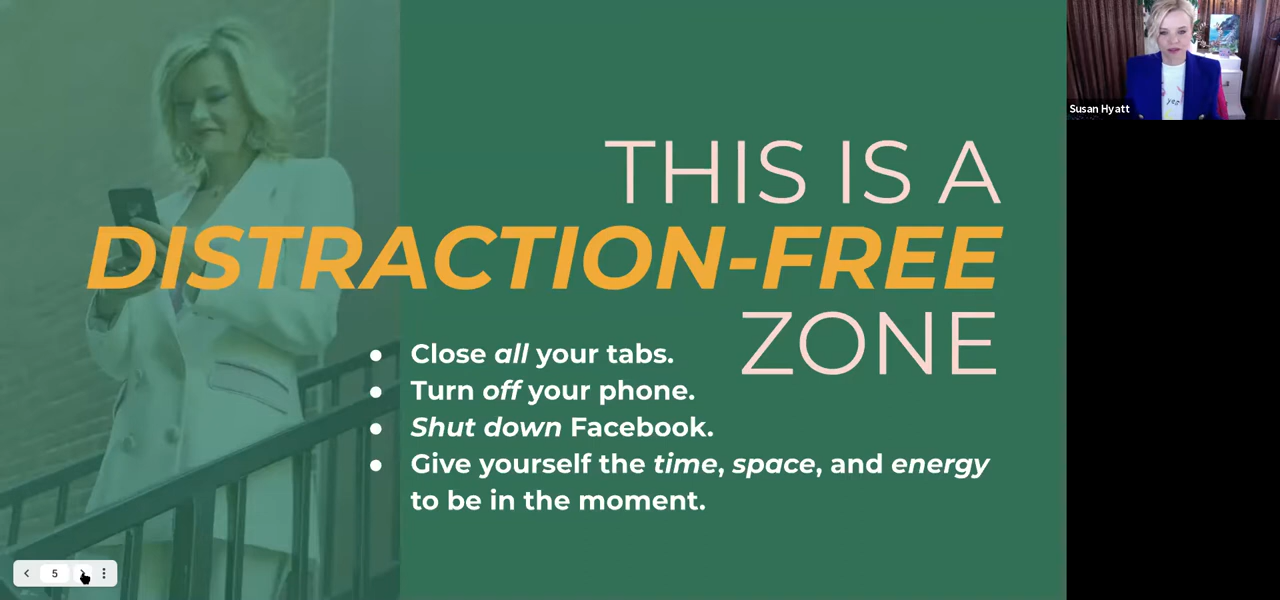 THIS IS A
DISTRACTION-FREE
ZONE
● Close all your tabs.
● Turn off your phone.
● Shut down Facebook.
● Give yourself the time, space, and energy
to be in the moment.
Susan Hyatt
yes
5